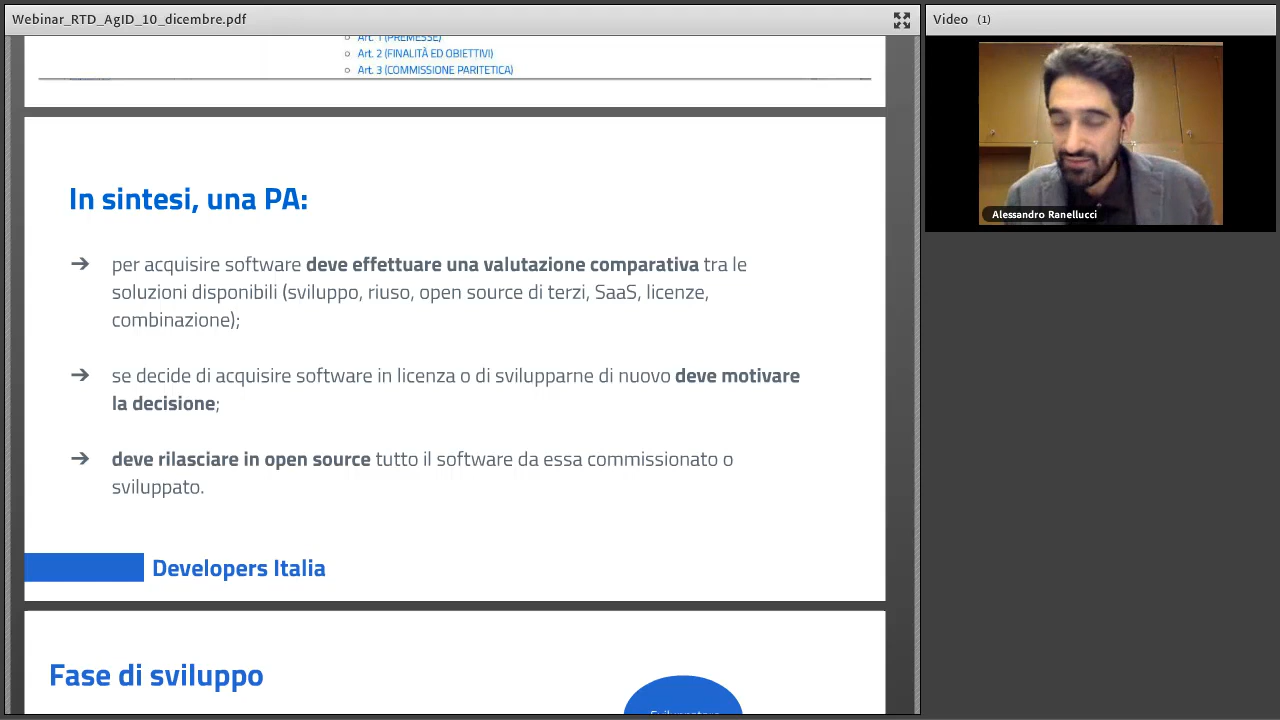 Webinar_RTD_AgID_10_dicembre.pdf
Video (1)
Art. 1 (PREMESSE)
Art. 2 (FINALITÀ ED OBIETTIVI)
Art. 3 (COMMISSIONE PARITETICA)
In sintesi, una PA:
➔ per acquisire software deve effettuare una valutazione comparativa tra le
soluzioni disponibili (sviluppo, riuso, open source di terzi, SaaS, licenze,
combinazione);
➔ se decide di acquisire software in licenza o di svilupparne di nuovo deve motivare
la decisione;
➔ deve rilasciare in open source tutto il software da essa commissionato o
sviluppato.
Developers Italia
Fase di sviluppo
Alessandro Ranellucci